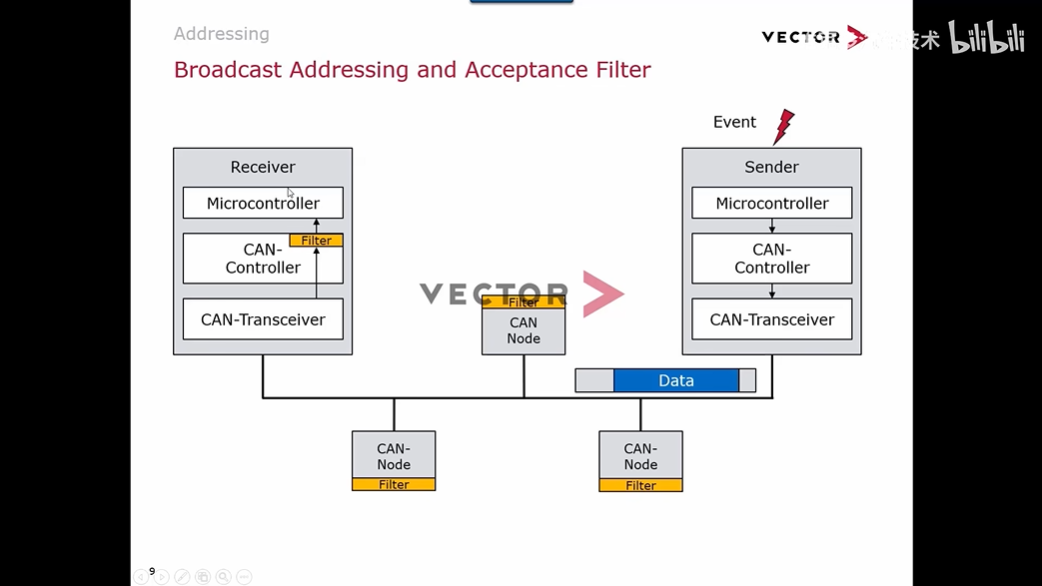 Addressing
VECTOR
技术
bilibili
Broadcast Addressing and Acceptance Filter
Event
Receiver
Microcontroller
Filter
CAN-
Controller
CAN-Transceiver
Sender
Microcontroller
CAN-
Controller
CAN-Transceiver
VECTOR
Filter
CAN
Node
Data
CAN-
Node
Filter
CAN-
Node
Filter
9